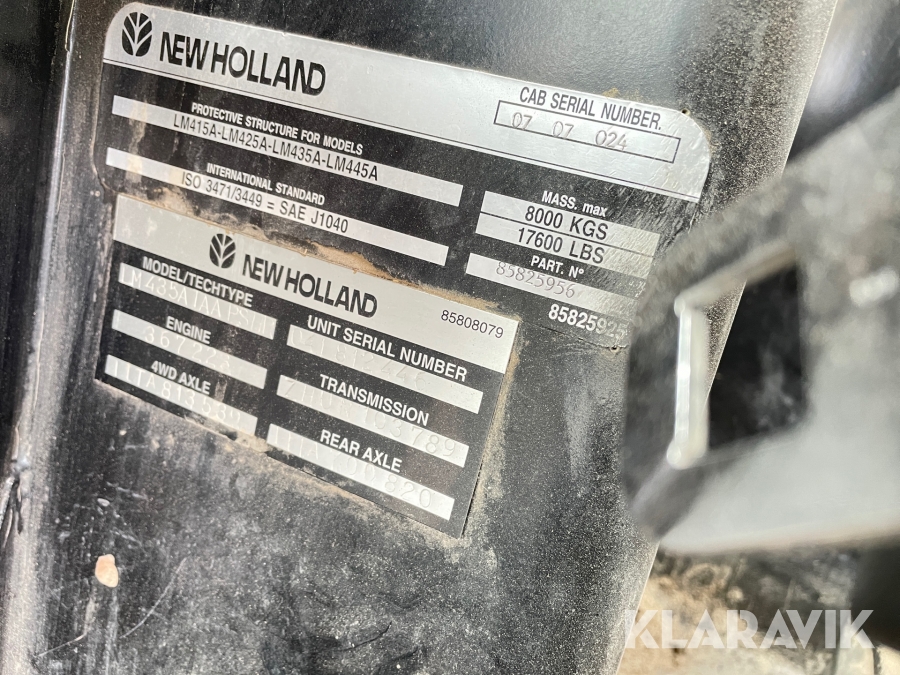 NEW HOLLAND
CAB SERIAL NUMBER.
07 07 024
PROTECTIVE STRUCTURE FOR MODELS
LM415A-LM425A-LM435A-LM445A
INTERNATIONAL STANDARD
ISO 3471/3449 = SAE J1040
MASS. max
8000 KGS
17600 LBS
PART. N°
85825956
NEW HOLLAND
85808079
MODEL/TECHTYPE
UNIT SERIAL NUMBER
ENGINE
367223
TRANSMISSION
4WD AXLE
REAR AXLE
KLARAVIK